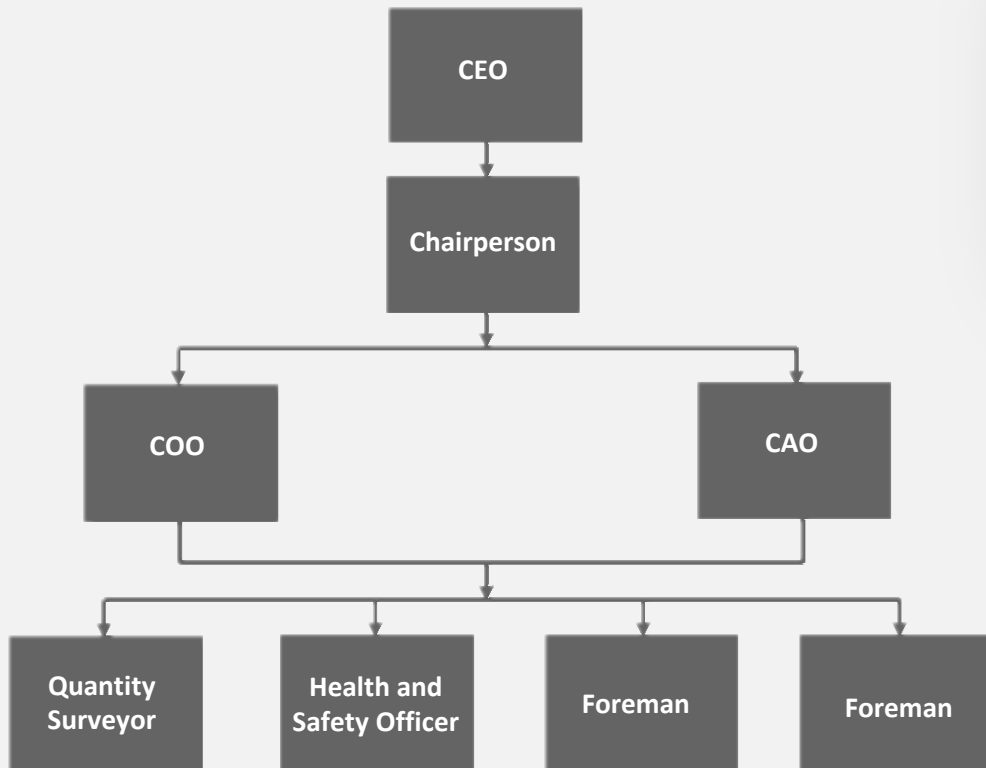 CEO
Chairperson
COO
CAO
Quantity
Surveyor
Health and
Safety Officer
Foreman
Foreman